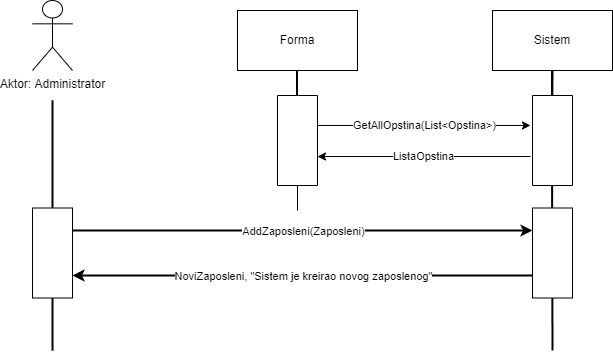 Forma
Sistem
Aktor: Administrator
GetAllOpstina(List<Opstina>)
ListaOpstina
AddZaposleni(Zaposleni)
NoviZaposleni, "Sistem je kreirao novog zaposlenog"